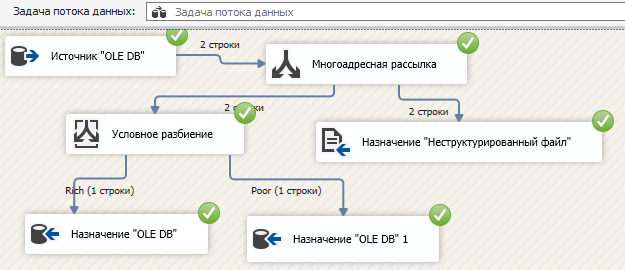 Задача потока данных: Задача потока данных
Источник "OLE DB"
2 строки
Многоадресная рассылка
2 строки
2 строки
Условное разбиение
Назначение "Неструктурированный файл"
Rich (1 строки)
Poor (1 строки)
Назначение "OLE DB"
Назначение "OLE DB" 1